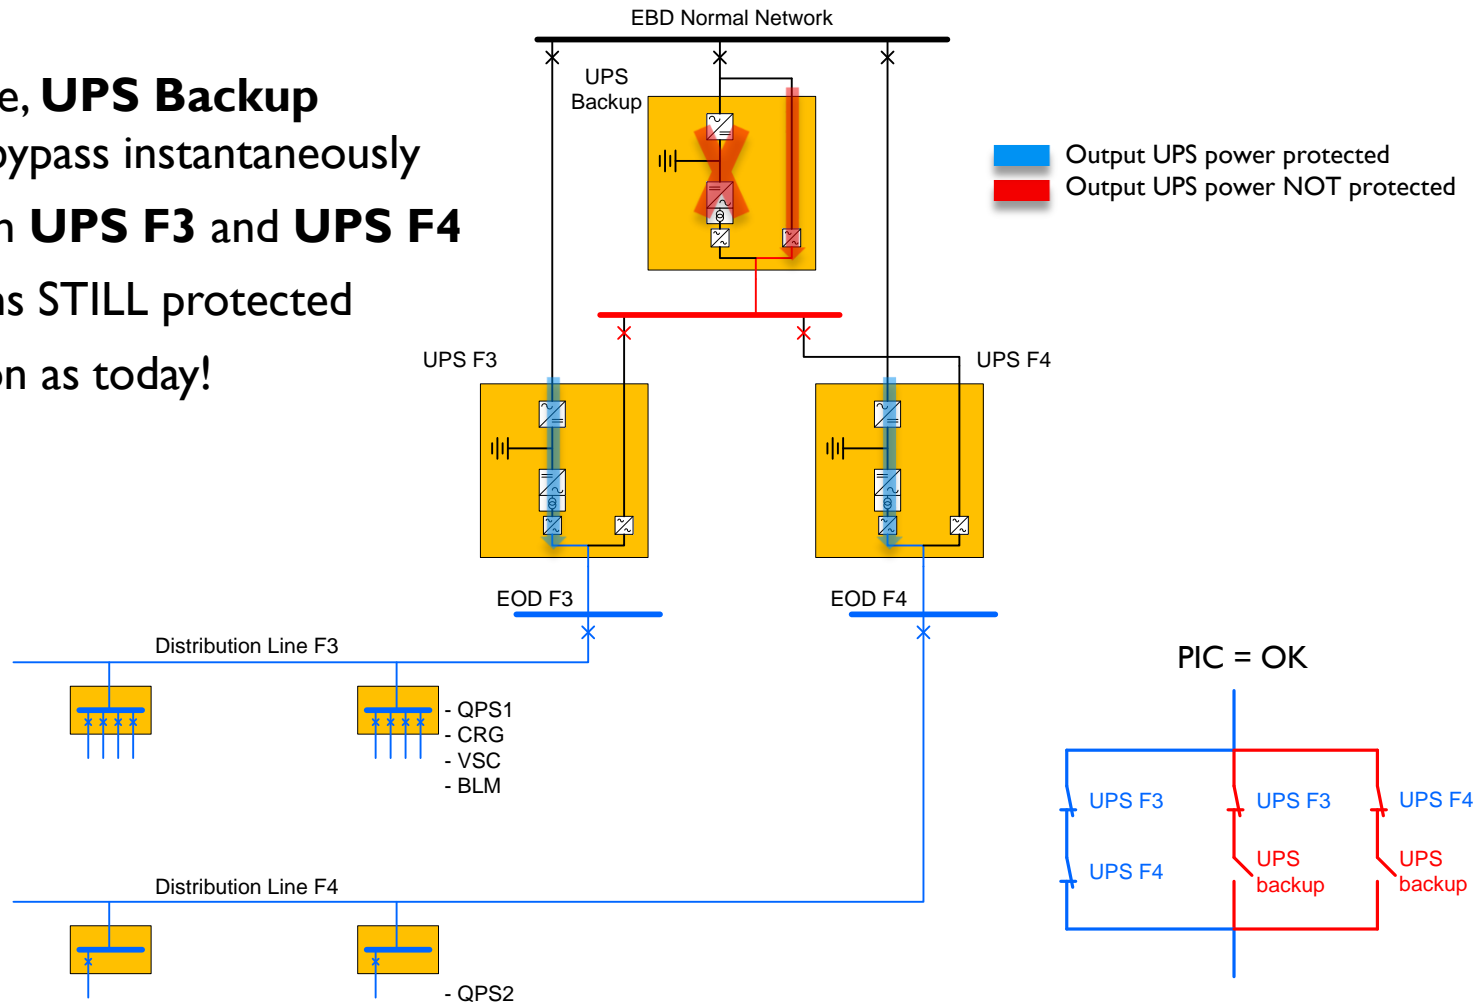 EBD Normal Network
e, UPS Backup
bypass instantaneously
n UPS F3 and UPS F4
ns STILL protected
on as today!
UPS
Backup
Output UPS power protected
Output UPS power NOT protected
UPS F3
UPS F4
EOD F3
EOD F4
Distribution Line F3
- QPS1
- CRG
- VSC
- BLM
Distribution Line F4
- QPS2
PIC = OK
UPS F3
UPS F3
UPS F4
UPS F4
UPS
backup
UPS
backup